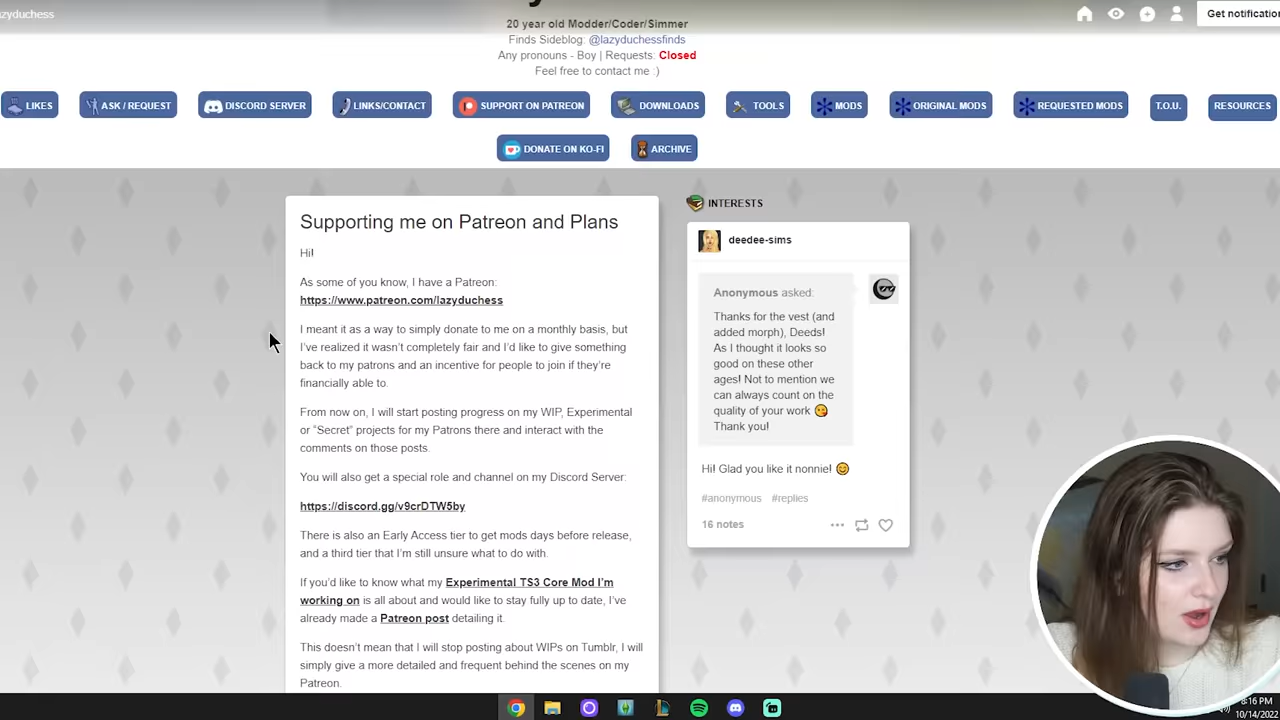 zyduchess
Get notificatio
20 year old Modder/Coder/Simmer
Finds Sideblog: @lazyduchessfinds
Any pronouns - Boy | Requests: Closed
Feel free to contact me :)
LIKES
ASK / REQUEST
DISCORD SERVER
LINKS/CONTACT
SUPPORT ON PATREON
DOWNLOADS
TOOLS
MODS
ORIGINAL MODS
REQUESTED MODS
T.O.U.
RESOURCES
DONATE ON KO-FI
ARCHIVE
Supporting me on Patreon and Plans
Hi!
As some of you know, I have a Patreon:
https://www.patreon.com/lazyduchess
I meant it as a way to simply donate to me on a monthly basis, but
I've realized it wasn't completely fair and I'd like to give something
back to my patrons and an incentive for people to join if they're
financially able to.
From now on, I will start posting progress on my WIP, Experimental
or "Secret" projects for my Patrons there and interact with the
comments on those posts.
You will also get a special role and channel on my Discord Server:
https://discord.gg/v9crDTW5by
There is also an Early Access tier to get mods days before release,
and a third tier that I'm still unsure what to do with.
If you'd like to know what my Experimental TS3 Core Mod I'm
working on is all about and would like to stay fully up to date, I've
already made a Patreon post detailing it.
This doesn't mean that I will stop posting about WIPs on Tumblr, I will
simply give a more detailed and frequent behind the scenes on my
Patreon.
INTERESTS
deedee-sims
Anonymous asked:
Thanks for the vest (and
added morph), Deeds!
As I thought it looks so
good on these other
ages! Not to mention we
can always count on the
quality of your work 😘
Thank you!
Hi! Glad you like it nonnie! 😊
#anonymous #replies
16 notes
8:16 PM
10/14/2022